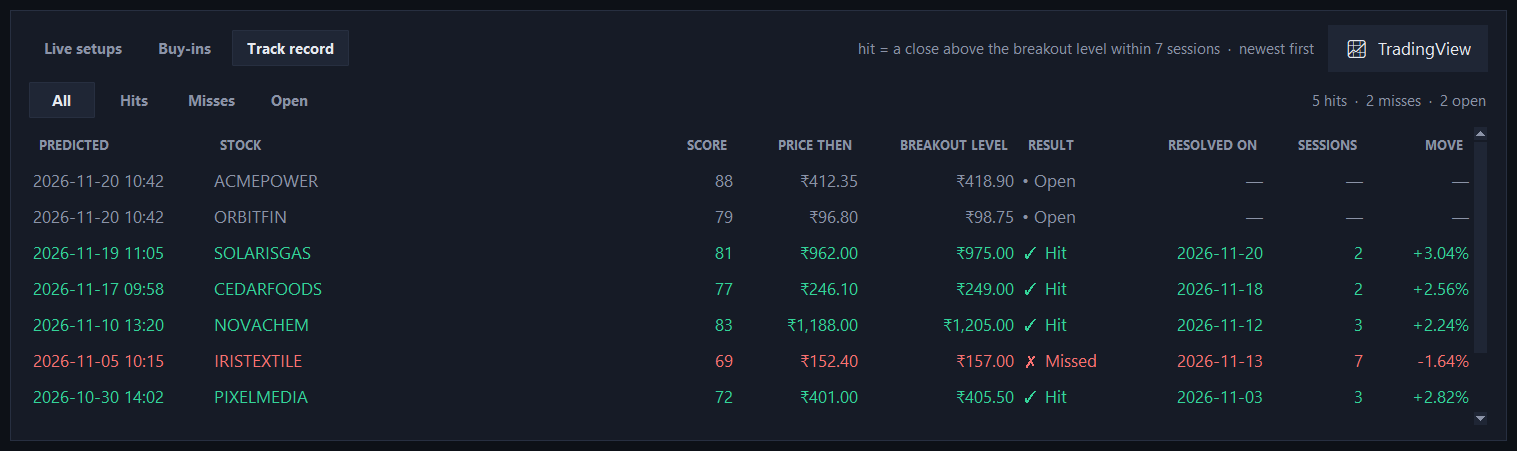 Live setups Buy-ins Track record hit = a close above the breakout level within 7 sessions · newest first TradingView
All Hits Misses Open 5 hits · 2 misses · 2 open
PREDICTED STOCK SCORE PRICE THEN BREAKOUT LEVEL RESULT RESOLVED ON SESSIONS MOVE
2026-11-20 10:42 ACMEPOWER 88 ₹412.35 ₹418.90 • Open — — —
2026-11-20 10:42 ORBITFIN 79 ₹96.80 ₹98.75 • Open — — —
2026-11-19 11:05 SOLARISGAS 81 ₹962.00 ₹975.00 ✓ Hit 2026-11-20 2 +3.04%
2026-11-17 09:58 CEDARFOODS 77 ₹246.10 ₹249.00 ✓ Hit 2026-11-18 2 +2.56%
2026-11-10 13:20 NOVACHEM 83 ₹1,188.00 ₹1,205.00 ✓ Hit 2026-11-12 3 +2.24%
2026-11-05 10:15 IRISTEXTILE 69 ₹152.40 ₹157.00 ✗ Missed 2026-11-13 7 -1.64%
2026-10-30 14:02 PIXELMEDIA 72 ₹401.00 ₹405.50 ✓ Hit 2026-11-03 3 +2.82%